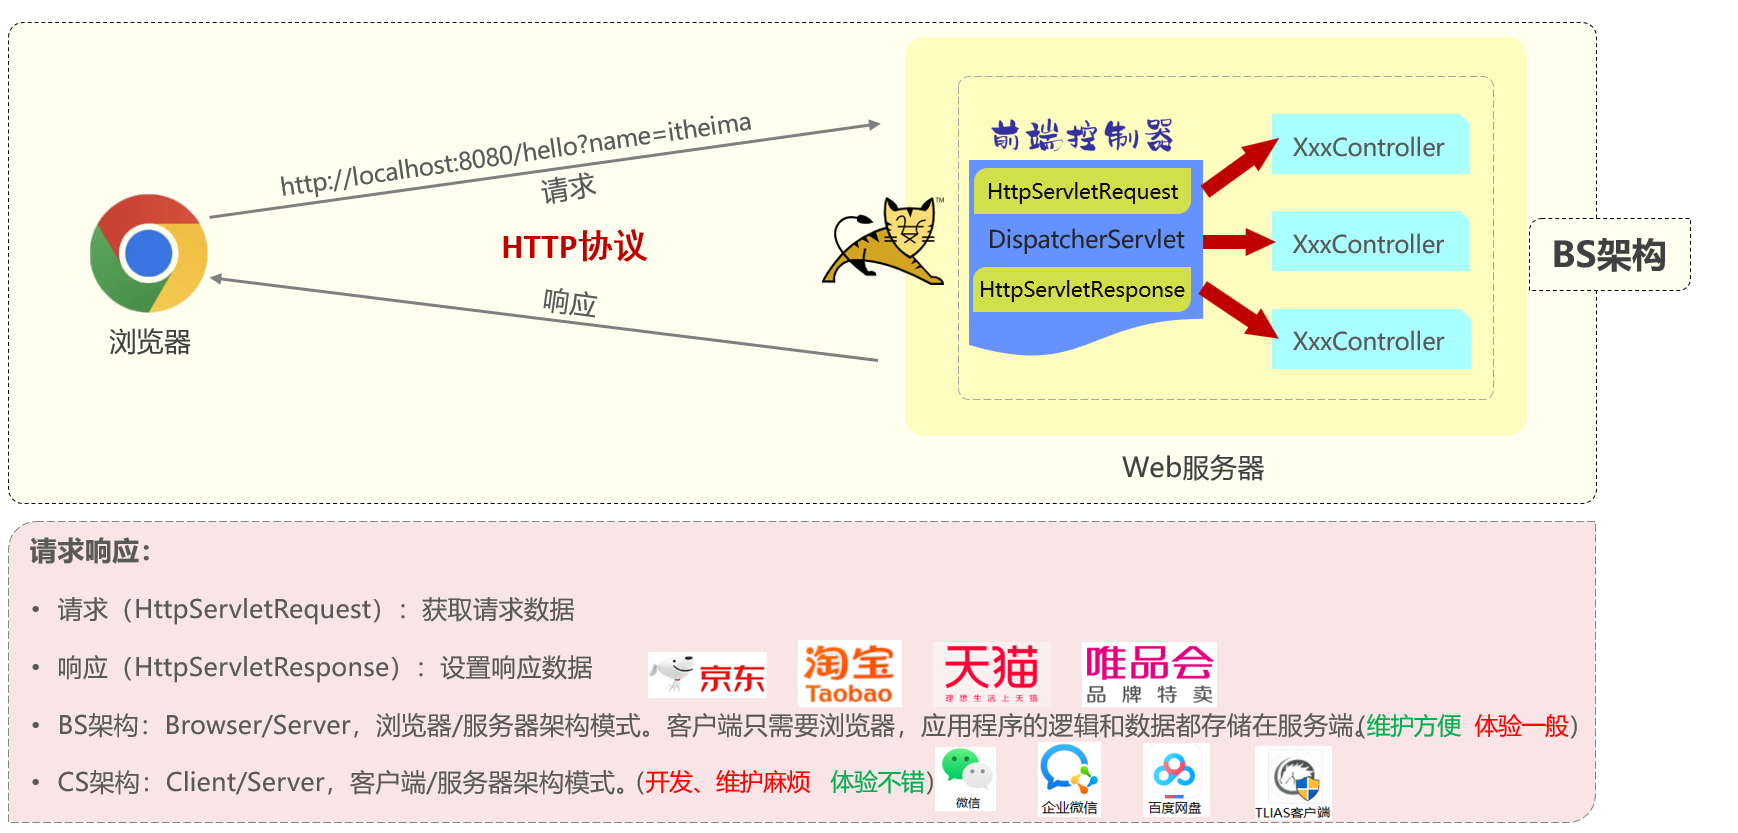 http://localhost:8080/hello?name=itheima
请求
HTTP协议
响应
浏览器
前端控制器
HttpServletRequest
DispatcherServlet
HttpServletResponse
XxxController
XxxController
XxxController
TM
Web服务器
BS架构
请求响应：
• 请求（HttpServletRequest）：获取请求数据
• 响应（HttpServletResponse）：设置响应数据
京东
淘宝
Taobao
天猫
理想生活上天猫
唯品会
品牌特卖
• BS架构：Browser/Server，浏览器/服务器架构模式。客户端只需要浏览器，应用程序的逻辑和数据都存储在服务端。(维护方便 体验一般)
• CS架构：Client/Server，客户端/服务器架构模式。(开发、维护麻烦 体验不错)
微信
企业微信
百度网盘
TLIAS客户端